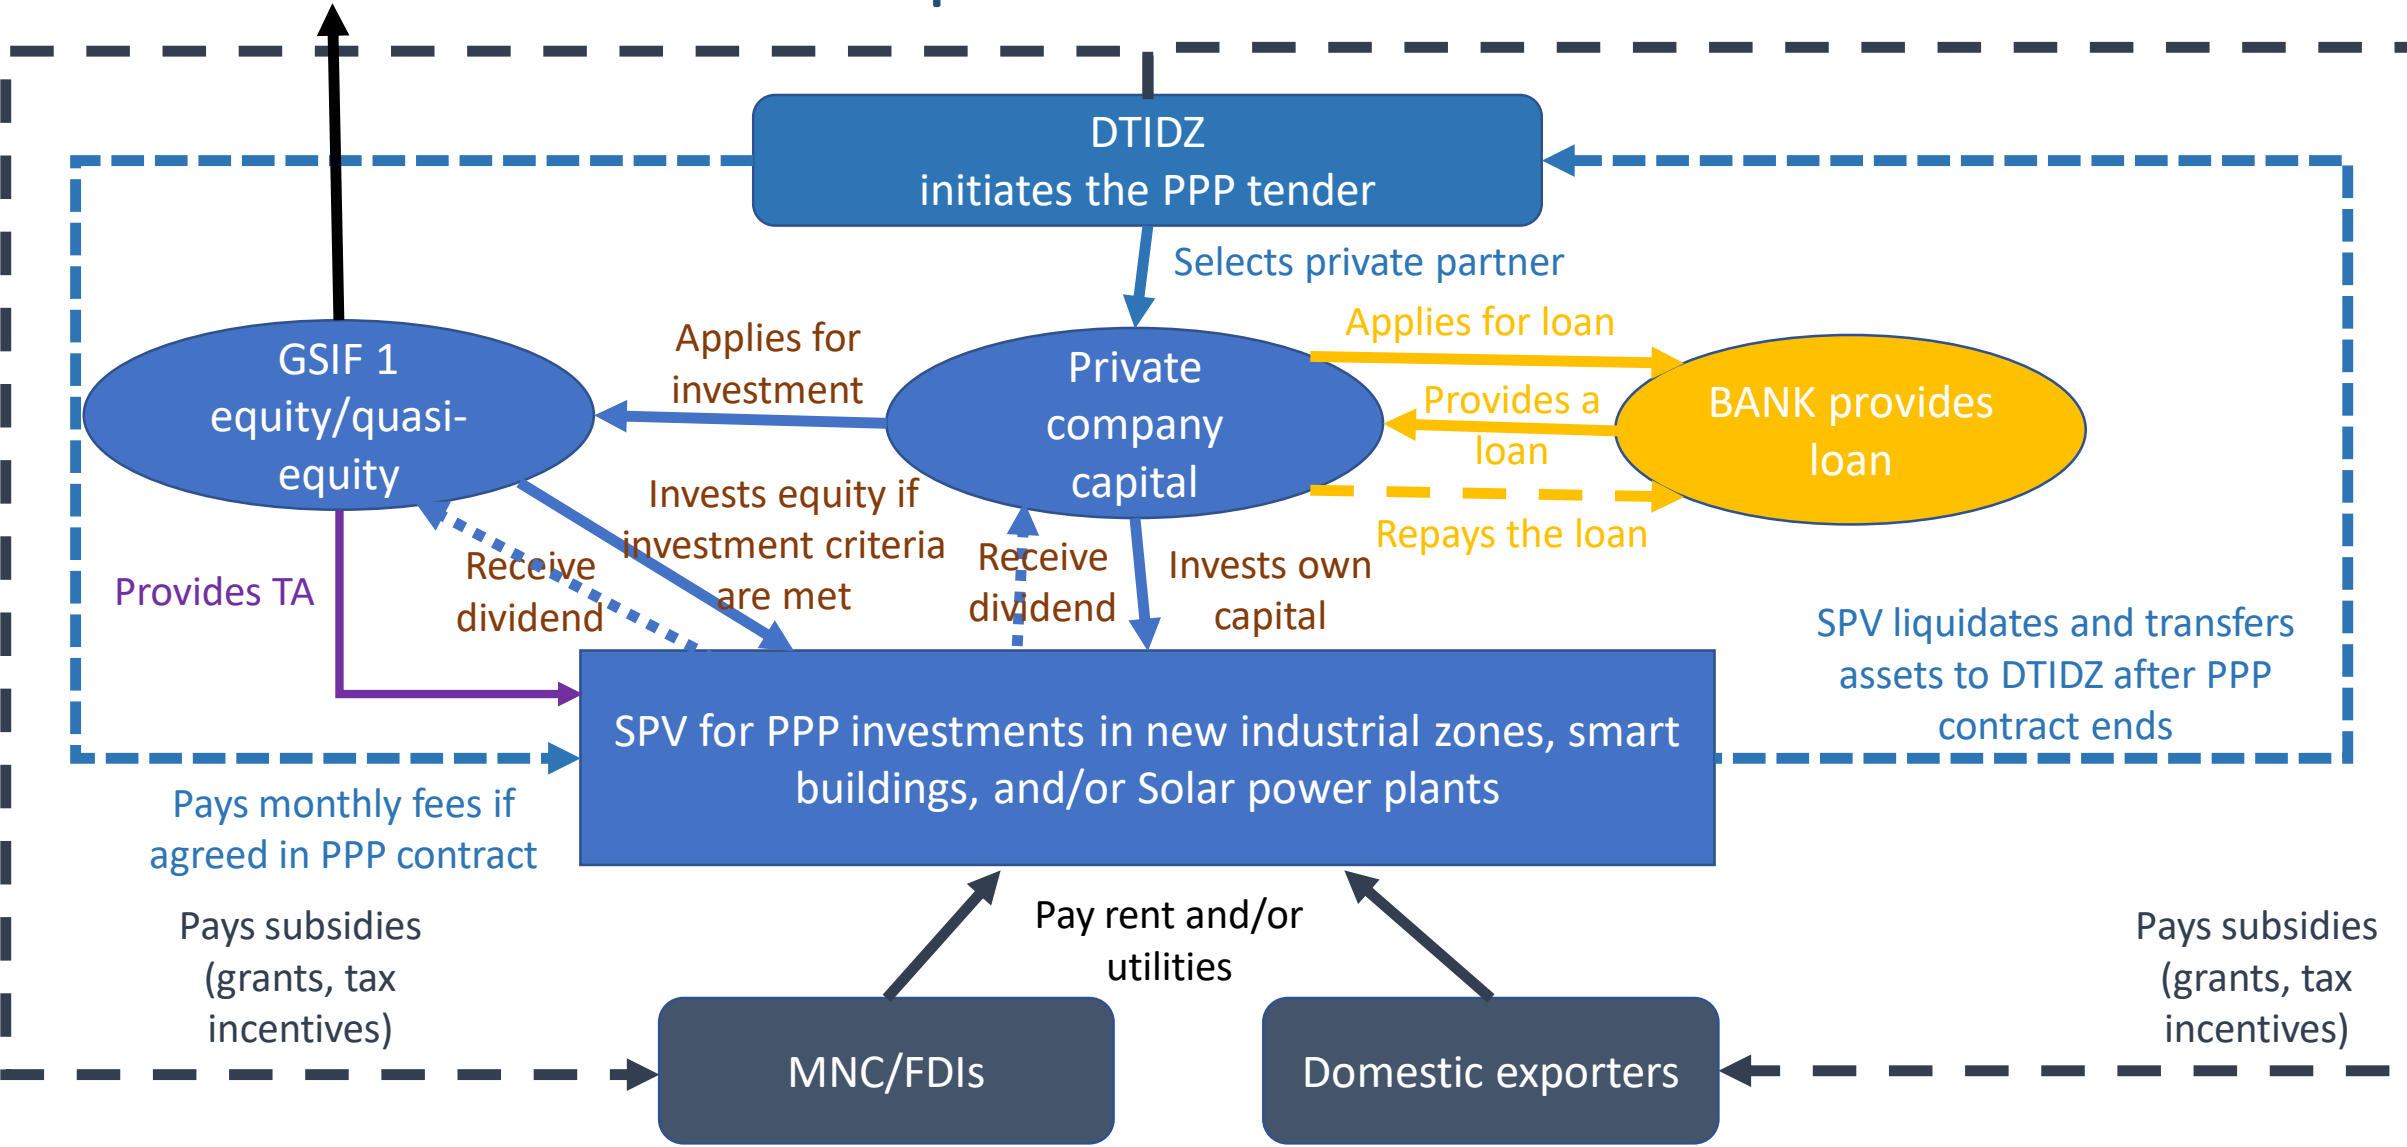 DTIDZ
initiates the PPP tender
Selects private partner
Applies for
investment
Applies for loan
GSIF 1
equity/quasi-
equity
Private
company
capital
Provides a
loan
BANK provides
loan
Repays the loan
Invests equity if
investment criteria
are met
Receive
dividend
Receive
dividend
Invests own
capital
Provides TA
SPV liquidates and transfers
assets to DTIDZ after PPP
contract ends
SPV for PPP investments in new industrial zones, smart
buildings, and/or Solar power plants
Pays monthly fees if
agreed in PPP contract
Pays subsidies
(grants, tax
incentives)
Pay rent and/or
utilities
Pays subsidies
(grants, tax
incentives)
MNC/FDIs
Domestic exporters